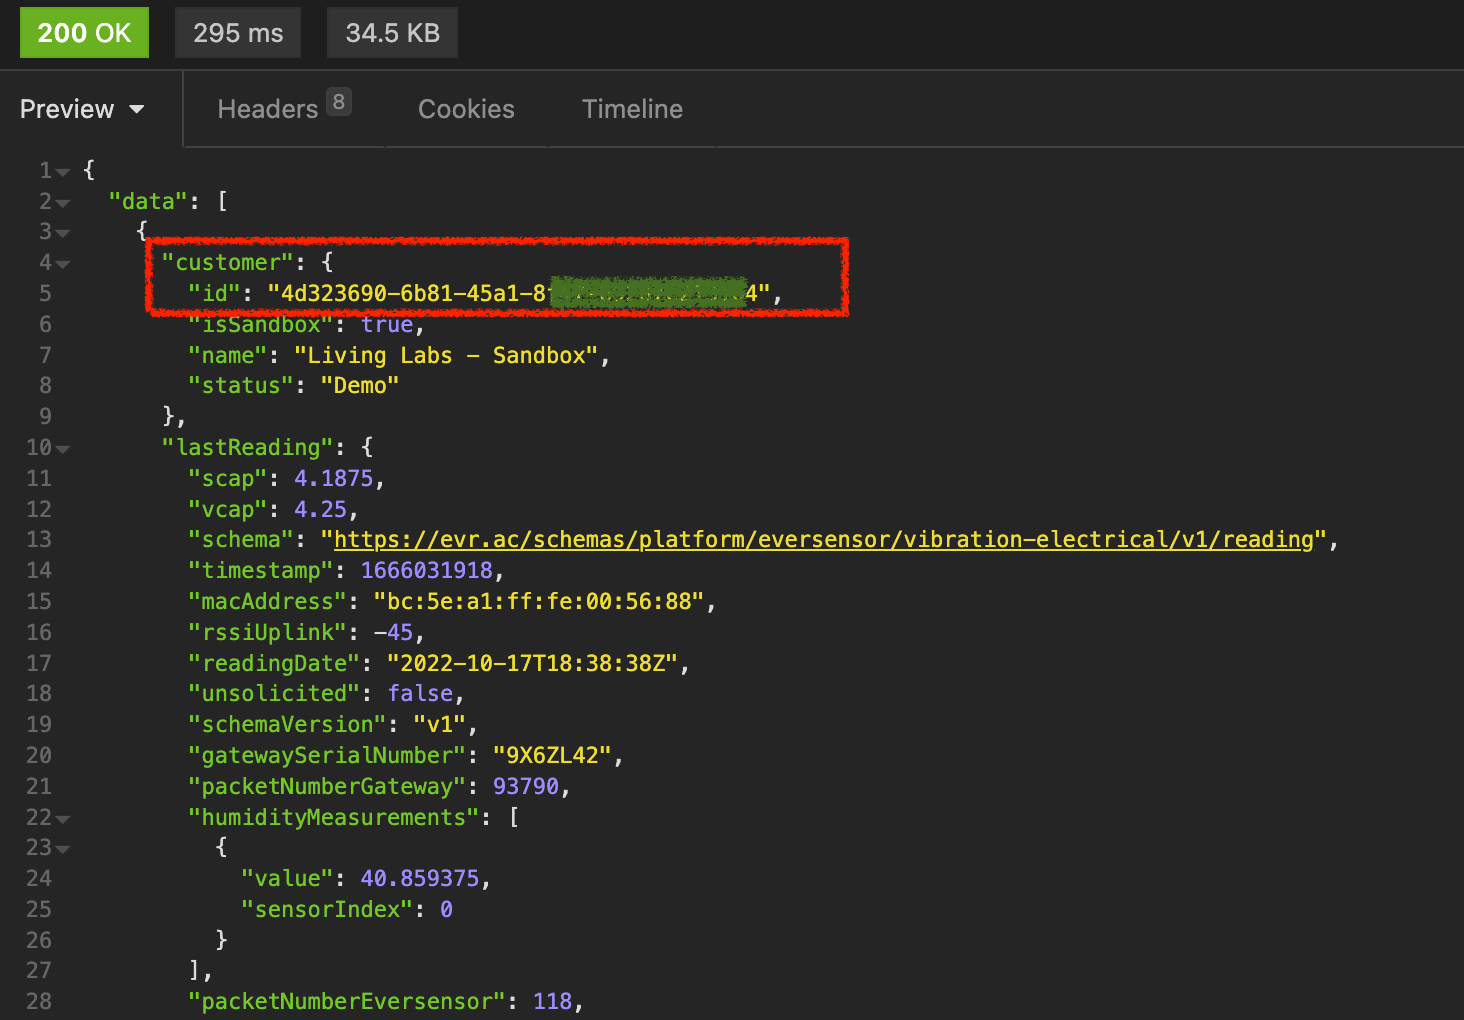 200 OK 295 ms 34.5 KB
Preview Headers 8 Cookies Timeline
1 {
2 "data": [
3 {
4 "customer": {
5 "id": "4d323690-6b81-45a1-8 4",
6 "isSandbox": true,
7 "name": "Living Labs - Sandbox",
8 "status": "Demo"
9 },
10 "lastReading": {
11 "scap": 4.1875,
12 "vcap": 4.25,
13 "schema": "https://evr.ac/schemas/platform/eversensor/vibration-electrical/v1/reading",
14 "timestamp": 1666031918,
15 "macAddress": "bc:5e:a1:ff:fe:00:56:88",
16 "rssiUplink": -45,
17 "readingDate": "2022-10-17T18:38:38Z",
18 "unsolicited": false,
19 "schemaVersion": "v1",
20 "gatewaySerialNumber": "9X6ZL42",
21 "packetNumberGateway": 93790,
22 "humidityMeasurements": [
23 {
24 "value": 40.859375,
25 "sensorIndex": 0
26 }
27 ],
28 "packetNumberEversensor": 118,